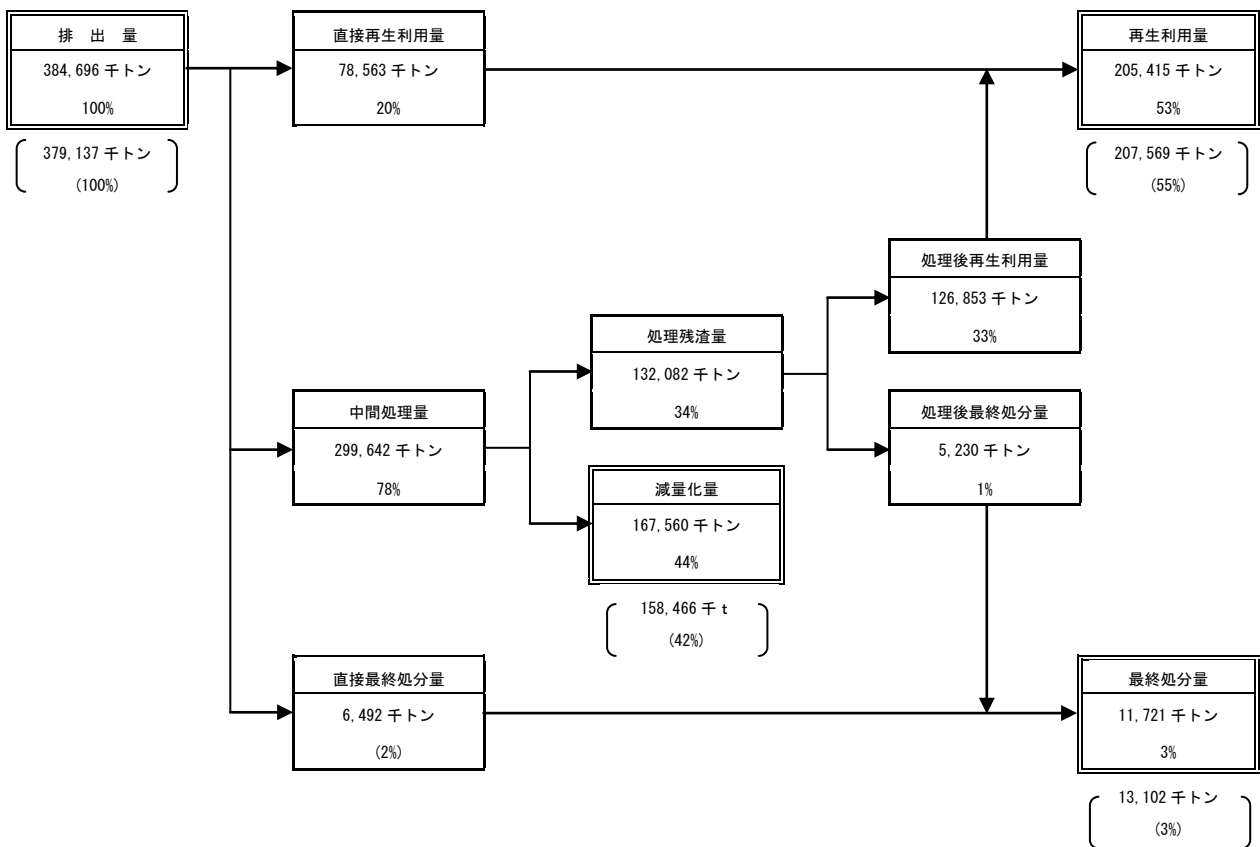 排 出 量
384,696 千トン
100%
379,137 千トン
(100%)
直接再生利用量
78,563 千トン
20%
再生利用量
205,415 千トン
53%
207,569 千トン
(55%)
処理後再生利用量
126,853 千トン
33%
処理残渣量
132,082 千トン
34%
中間処理量
299,642 千トン
78%
処理後最終処分量
5,230 千トン
1%
減量化量
167,560 千トン
44%
158,466 千 t
(42%)
直接最終処分量
6,492 千トン
(2%)
最終処分量
11,721 千トン
3%
13,102 千トン
(3%)